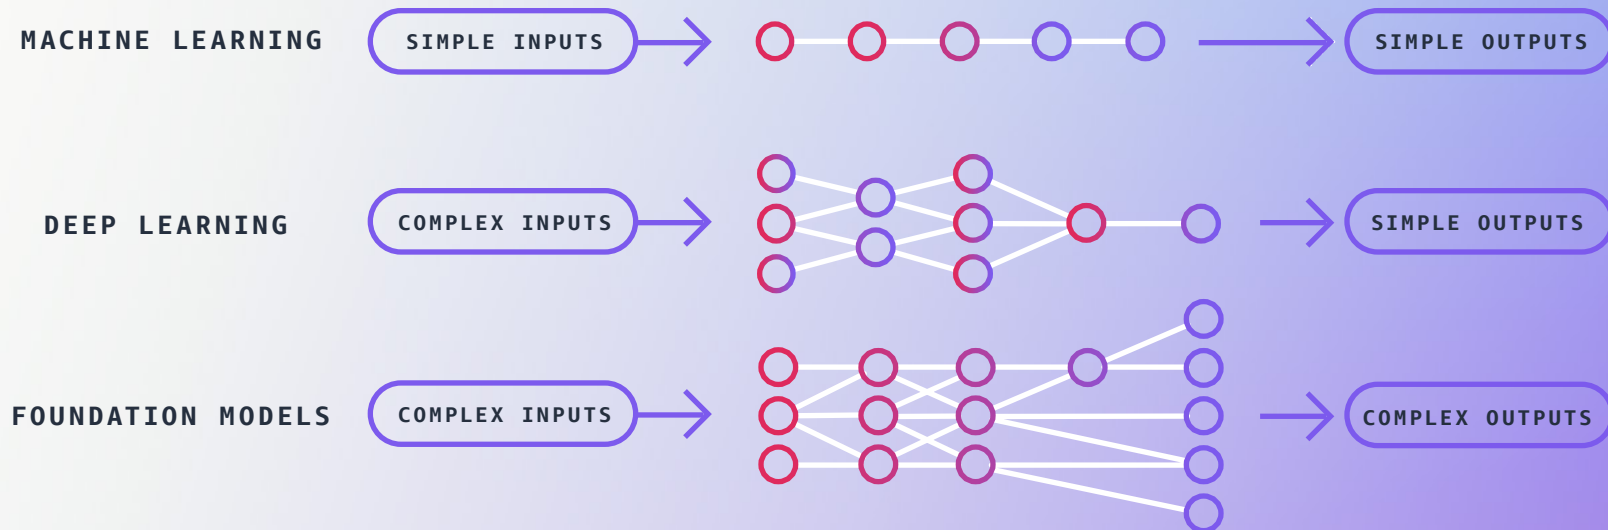 MACHINE LEARNING
SIMPLE INPUTS
SIMPLE OUTPUTS
DEEP LEARNING
COMPLEX INPUTS
SIMPLE OUTPUTS
FOUNDATION MODELS
COMPLEX INPUTS
COMPLEX OUTPUTS